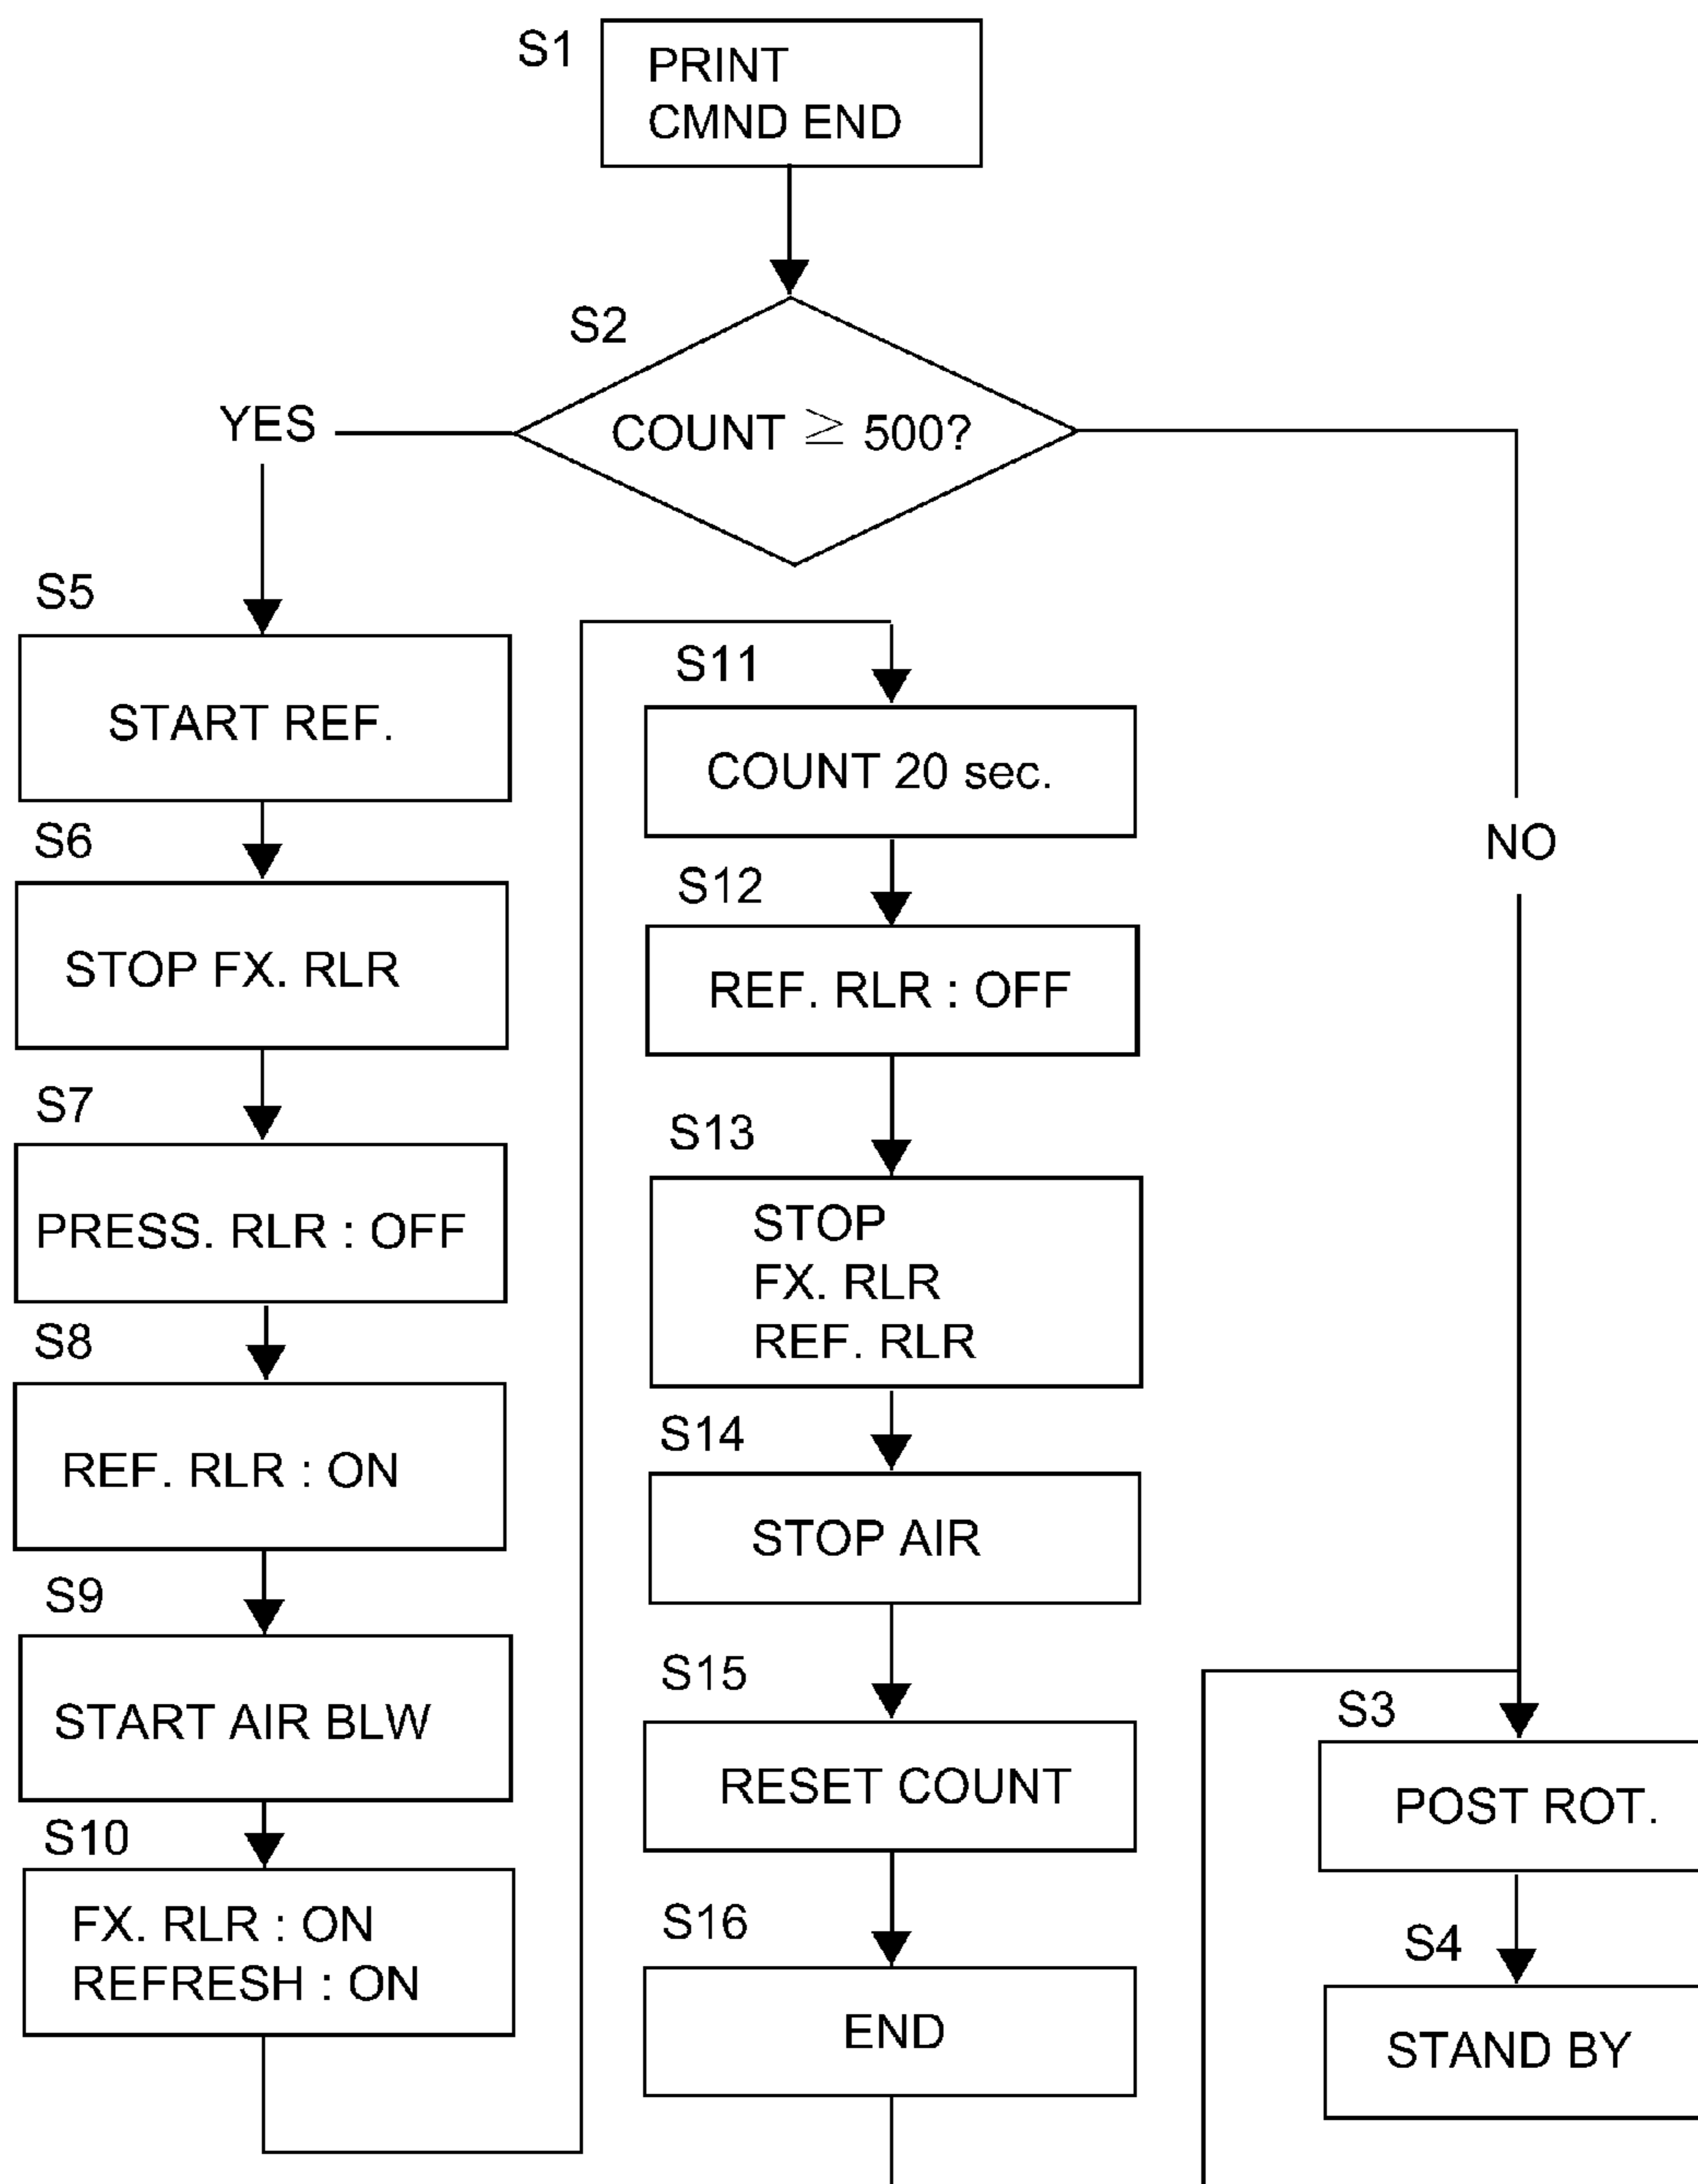 S1
PRINT
CMND END
S2
COUNT ≧ 500?
YES
NO
S5
START REF.
S6
STOP FX. RLR
S7
PRESS. RLR : OFF
S8
REF. RLR : ON
S9
START AIR BLW
S10
FX. RLR : ON
REFRESH : ON
S11
COUNT 20 sec.
S12
REF. RLR : OFF
S13
STOP
FX. RLR
REF. RLR
S14
STOP AIR
S15
RESET COUNT
S16
END
S3
POST ROT.
S4
STAND BY